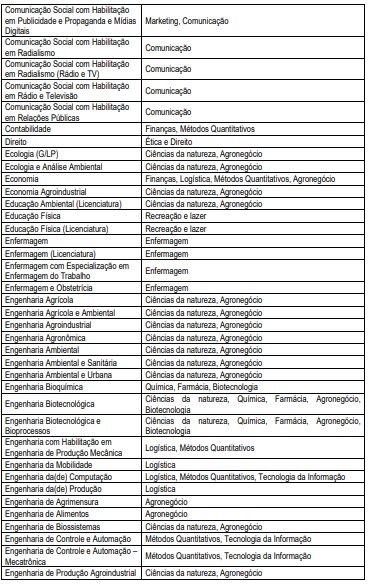 Comunicação Social com Habilitação
em Publicidade e Propaganda e Mídias
Digitais
Marketing, Comunicação
Comunicação Social com Habilitação
em Radialismo
Comunicação
Comunicação Social com Habilitação
em Radialismo (Rádio e TV)
Comunicação
Comunicação Social com Habilitação
em Rádio e Televisão
Comunicação
Comunicação Social com Habilitação
em Relações Públicas
Comunicação
Contabilidade
Finanças, Métodos Quantitativos
Direito
Ética e Direito
Ecologia (G/LP)
Ciências da natureza, Agronegócio
Ecologia e Análise Ambiental
Ciências da natureza, Agronegócio
Economia
Finanças, Logística, Métodos Quantitativos, Agronegócio
Economia Agroindustrial
Ciências da natureza, Agronegócio
Educação Ambiental (Licenciatura)
Ciências da natureza, Agronegócio
Educação Física
Recreação e lazer
Educação Física (Licenciatura)
Recreação e lazer
Enfermagem
Enfermagem
Enfermagem (Licenciatura)
Enfermagem
Enfermagem com Especialização em
Enfermagem do Trabalho
Enfermagem
Enfermagem e Obstetrícia
Enfermagem
Engenharia Agrícola
Ciências da natureza, Agronegócio
Engenharia Agrícola e Ambiental
Ciências da natureza, Agronegócio
Engenharia Agroindustrial
Ciências da natureza, Agronegócio
Engenharia Agronômica
Ciências da natureza, Agronegócio
Engenharia Ambiental
Ciências da natureza, Agronegócio
Engenharia Ambiental e Sanitária
Ciências da natureza, Agronegócio
Engenharia Ambiental e Urbana
Ciências da natureza, Agronegócio
Engenharia Bioquímica
Química, Farmácia, Biotecnologia
Engenharia Biotecnológica
Ciências da natureza, Química, Farmácia, Agronegócio,
Biotecnologia
Engenharia Biotecnológica e
Bioprocessos
Ciências da natureza, Química, Farmácia, Agronegócio,
Biotecnologia
Engenharia com Habilitação em
Engenharia de Produção Mecânica
Logística, Métodos Quantitativos
Engenharia da Mobilidade
Logística
Engenharia da(de) Computação
Logística, Métodos Quantitativos, Tecnologia da Informação
Engenharia da(de) Produção
Logística
Engenharia de Agrimensura
Agronegócio
Engenharia de Alimentos
Agronegócio
Engenharia de Biossistemas
Ciências da natureza, Agronegócio
Engenharia de Controle e Automação
Métodos Quantitativos, Tecnologia da Informação
Engenharia de Controle e Automação –
Mecatrônica
Métodos Quantitativos, Tecnologia da Informação
Engenharia de Produção Agroindustrial
Ciências da natureza, Agronegócio